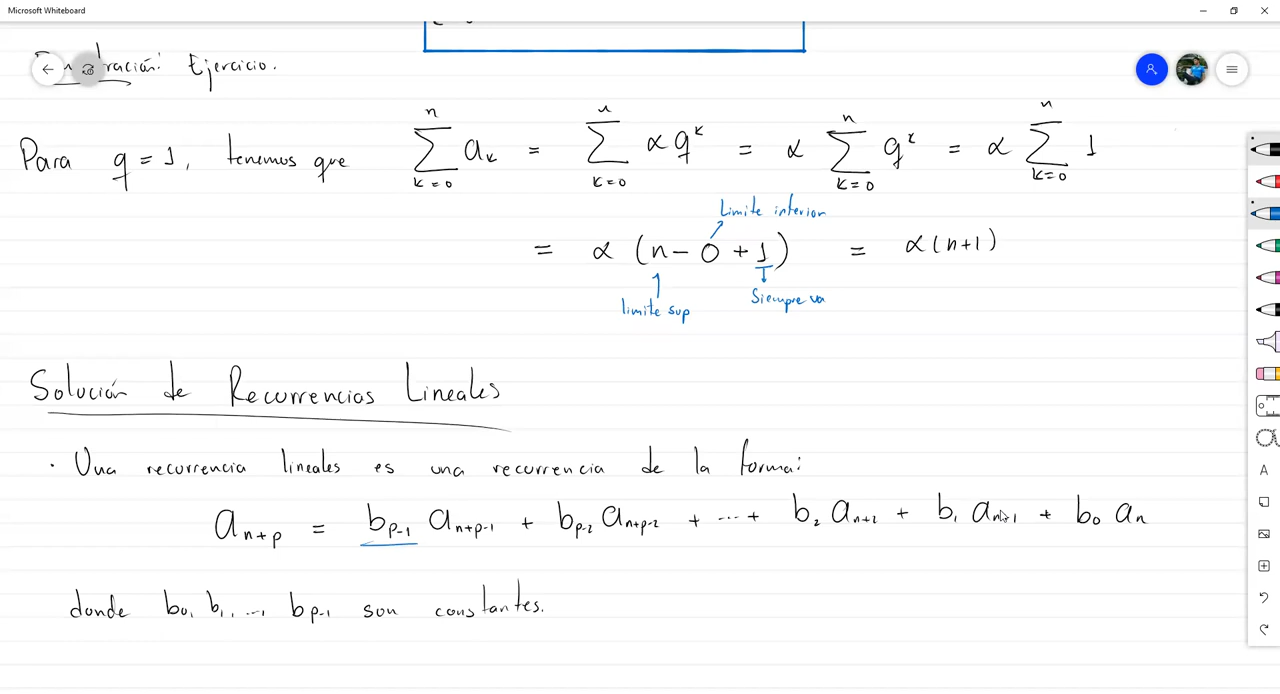 Microsoft Whiteboard
ración: Ejercicio.
Para q = 1, tenemos que ∑_{k=0}^{n} a_k = ∑_{k=0}^{n} α q^k = α ∑_{k=0}^{n} q^k = α ∑_{k=0}^{n} 1
Limite interior
= α (n - 0 + 1) = α (n+1)
limite sup Siempre va
Solución de Recurrencias Lineales
· Una recurrencia lineales es una recurrencia de la forma:
a_{n+p} = b_{p-1} a_{n+p-1} + b_{p-2} a_{n+p-2} + ... + b_2 a_{n+2} + b_1 a_{n+1} + b_0 a_n
donde b_0, b_1, ..., b_{p-1} son constantes.